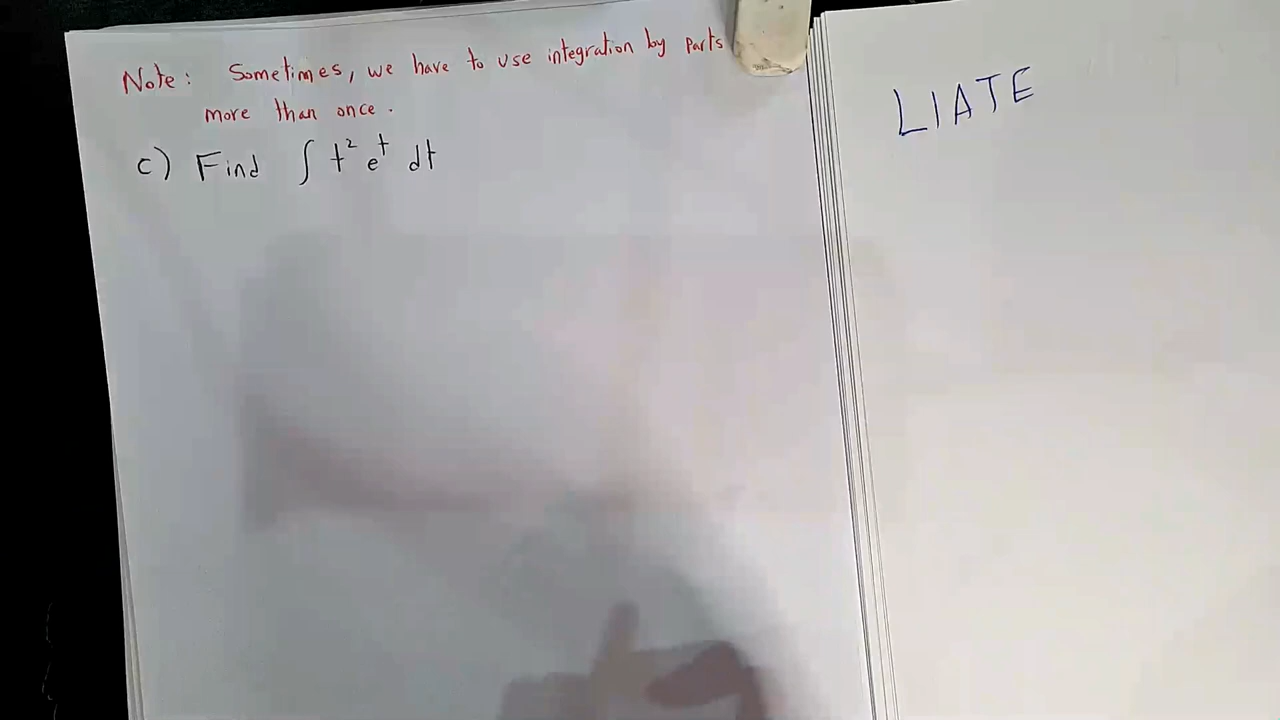 Note: Sometimes, we have to use integration by parts
more than once.
c) Find ∫ t² eᵗ dt
LIATE